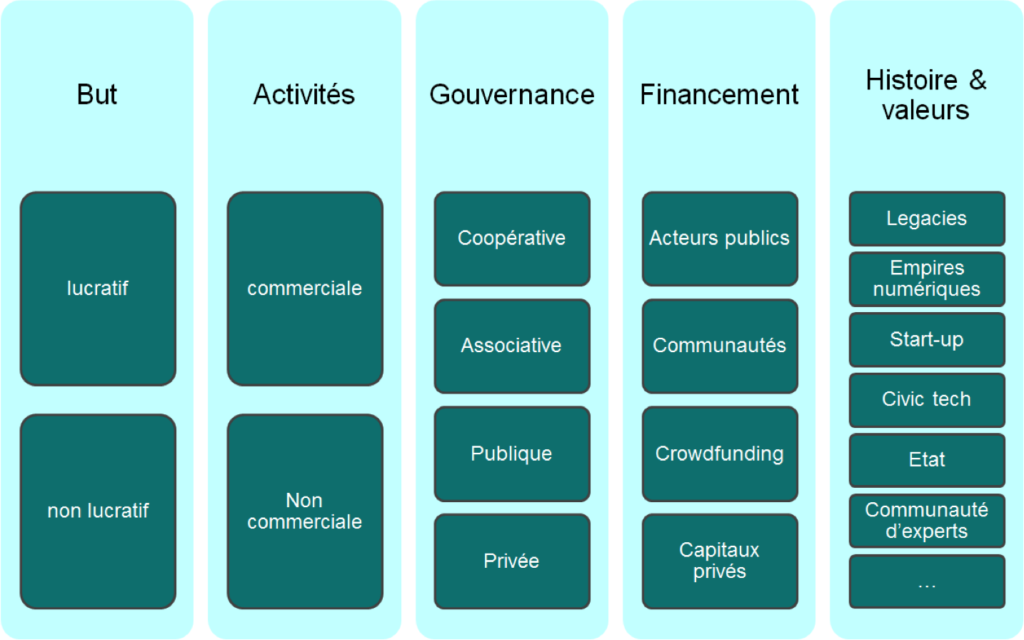 But
lucratif
non lucratif
Activités
commerciale
Non
commerciale
Gouvernance
Coopérative
Associative
Publique
Privée
Financement
Acteurs publics
Communautés
Crowdfunding
Capitaux
privés
Histoire &
valeurs
Legacies
Empires
numériques
Start-up
Civic tech
Etat
Communauté
d’experts
…